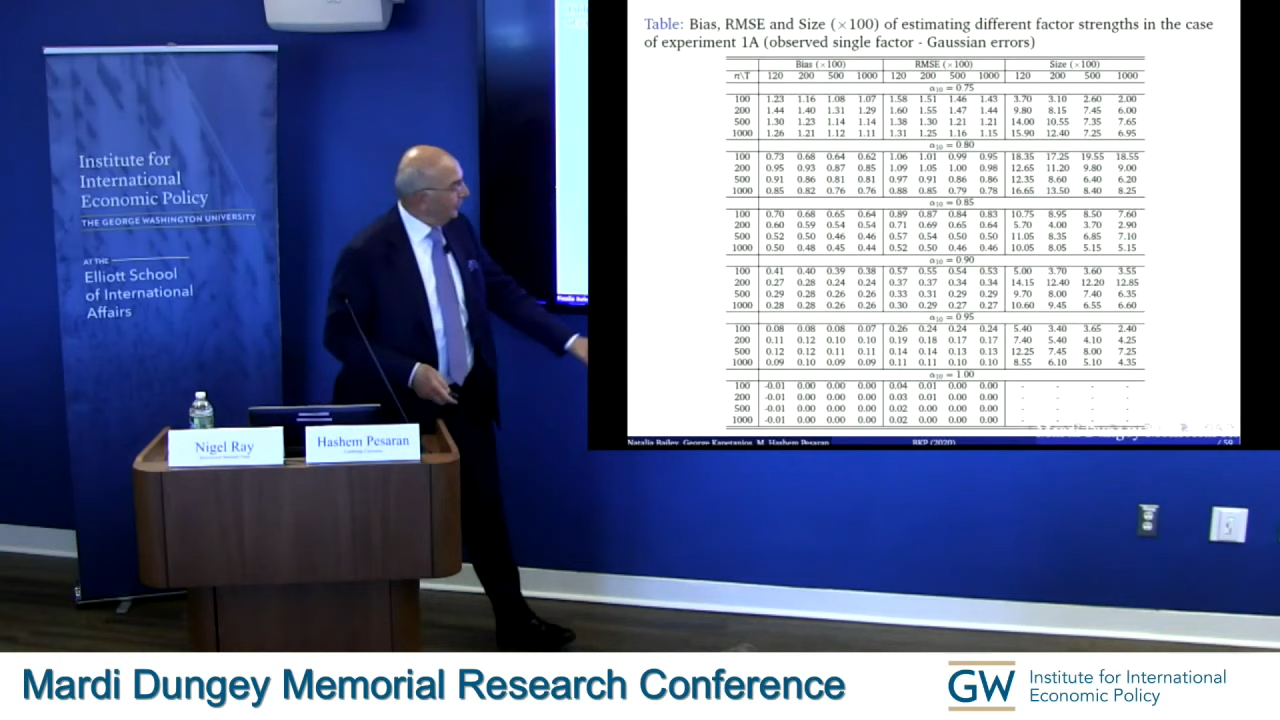 Institute for
International
Economic Policy
THE GEORGE WASHINGTON UNIVERSITY
AT THE
Elliott School
of International
Affairs
Nigel Ray
Hashem Pesaran
Table: Bias, RMSE and Size (×100) of estimating different factor strengths in the case
of experiment 1A (observed single factor - Gaussian errors)
Bias (×100) RMSE (×100) Size (×100)
n\T 120 200 500 1000 120 200 500 1000 120 200 500 1000
α10 = 0.75
100 1.23 1.16 1.08 1.07 1.58 1.51 1.46 1.43 3.70 3.10 2.60 2.00
200 1.44 1.40 1.31 1.29 1.60 1.55 1.47 1.44 9.80 8.15 7.45 6.00
500 1.30 1.23 1.14 1.14 1.38 1.30 1.21 1.21 14.00 10.55 7.35 7.65
1000 1.26 1.21 1.12 1.11 1.31 1.25 1.16 1.15 15.90 12.40 7.25 6.95
α10 = 0.80
100 0.73 0.68 0.64 0.62 1.06 1.01 0.99 0.95 18.35 17.25 19.55 18.55
200 0.95 0.93 0.87 0.85 1.09 1.05 1.00 0.98 12.65 11.20 9.80 9.00
500 0.91 0.86 0.81 0.81 0.97 0.91 0.86 0.86 12.35 8.60 6.40 6.20
1000 0.85 0.82 0.76 0.76 0.88 0.85 0.79 0.78 16.65 13.50 8.40 8.25
α10 = 0.85
100 0.70 0.68 0.65 0.64 0.89 0.87 0.84 0.83 10.75 8.95 8.50 7.60
200 0.60 0.59 0.54 0.54 0.71 0.69 0.65 0.64 5.70 4.00 3.70 2.90
500 0.52 0.50 0.46 0.46 0.57 0.54 0.50 0.50 11.05 8.35 6.85 7.10
1000 0.50 0.48 0.45 0.44 0.52 0.50 0.46 0.46 10.05 8.05 5.15 5.15
α10 = 0.90
100 0.41 0.40 0.39 0.38 0.57 0.55 0.54 0.53 5.00 3.70 3.60 3.55
200 0.27 0.28 0.24 0.24 0.37 0.37 0.34 0.34 14.15 12.40 12.20 12.85
500 0.29 0.28 0.26 0.26 0.33 0.31 0.29 0.29 9.70 8.00 7.40 6.35
1000 0.28 0.28 0.26 0.26 0.30 0.29 0.27 0.27 10.60 9.45 6.55 6.60
α10 = 0.95
100 0.08 0.08 0.08 0.07 0.26 0.24 0.24 0.24 5.40 3.40 3.65 2.40
200 0.11 0.12 0.10 0.10 0.19 0.18 0.17 0.17 7.40 5.40 4.10 4.25
500 0.12 0.12 0.11 0.11 0.14 0.14 0.13 0.13 12.25 7.45 8.00 7.25
1000 0.09 0.10 0.09 0.09 0.11 0.11 0.10 0.10 8.55 6.10 5.10 4.35
α10 = 1.00
100 -0.01 0.00 0.00 0.00 0.04 0.01 0.00 0.00 - - - -
200 -0.01 0.00 0.00 0.00 0.03 0.01 0.00 0.00 - - - -
500 -0.01 0.00 0.00 0.00 0.02 0.00 0.00 0.00 - - - -
1000 -0.01 0.00 0.00 0.00 0.02 0.00 0.00 0.00 - - - -
Natalia Bailey, George Kapetanios, M. Hashem Pesaran BKP (2020) / 59
Mardi Dungey Memorial Research Conference
GW Institute for International
Economic Policy